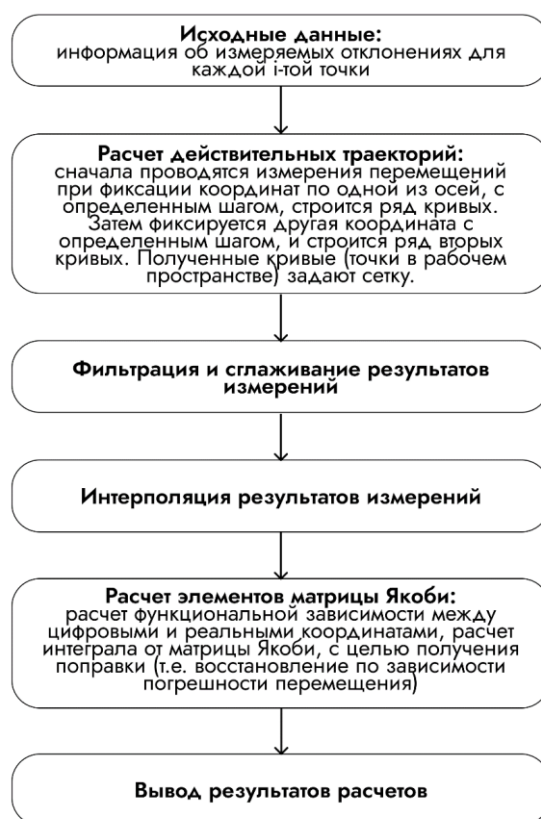 Исходные данные:
информация об измеряемых отклонениях для
каждой i-той точки
Расчет действительных траекторий:
сначала проводятся измерения перемещений
при фиксации координат по одной из осей, с
определенным шагом, строится ряд кривых.
Затем фиксируется другая координата с
определенным шагом, и строится ряд вторых
кривых. Полученные кривые (точки в рабочем
пространстве) задают сетку.
Фильтрация и сглаживание результатов
измерений
Интерполяция результатов измерений
Расчет элементов матрицы Якоби:
расчет функциональной зависимости между
цифровыми и реальными координатами, расчет
интеграла от матрицы Якоби, с целью получения
поправки (т.е. восстановление по зависимости
погрешности перемещения)
Вывод результатов расчетов